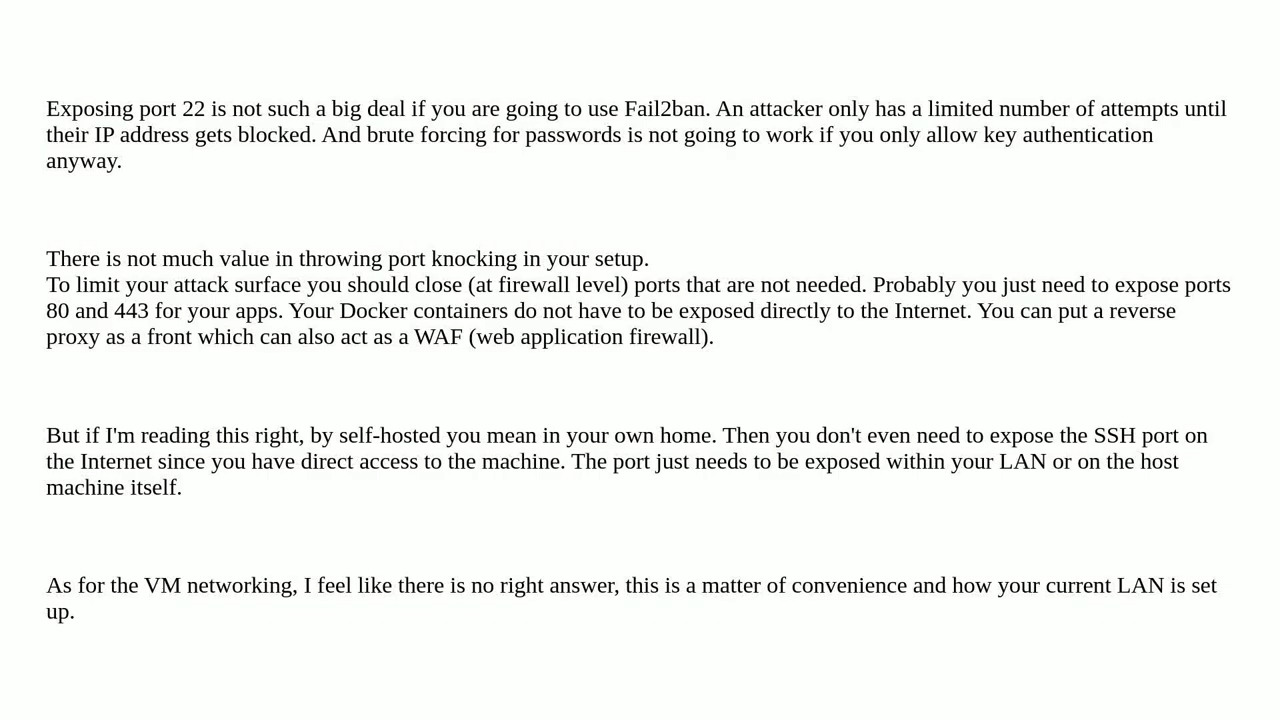 Exposing port 22 is not such a big deal if you are going to use Fail2ban. An attacker only has a limited number of attempts until
their IP address gets blocked. And brute forcing for passwords is not going to work if you only allow key authentication
anyway.
There is not much value in throwing port knocking in your setup.
To limit your attack surface you should close (at firewall level) ports that are not needed. Probably you just need to expose ports
80 and 443 for your apps. Your Docker containers do not have to be exposed directly to the Internet. You can put a reverse
proxy as a front which can also act as a WAF (web application firewall).
But if I'm reading this right, by self-hosted you mean in your own home. Then you don't even need to expose the SSH port on
the Internet since you have direct access to the machine. The port just needs to be exposed within your LAN or on the host
machine itself.
As for the VM networking, I feel like there is no right answer, this is a matter of convenience and how your current LAN is set
up.